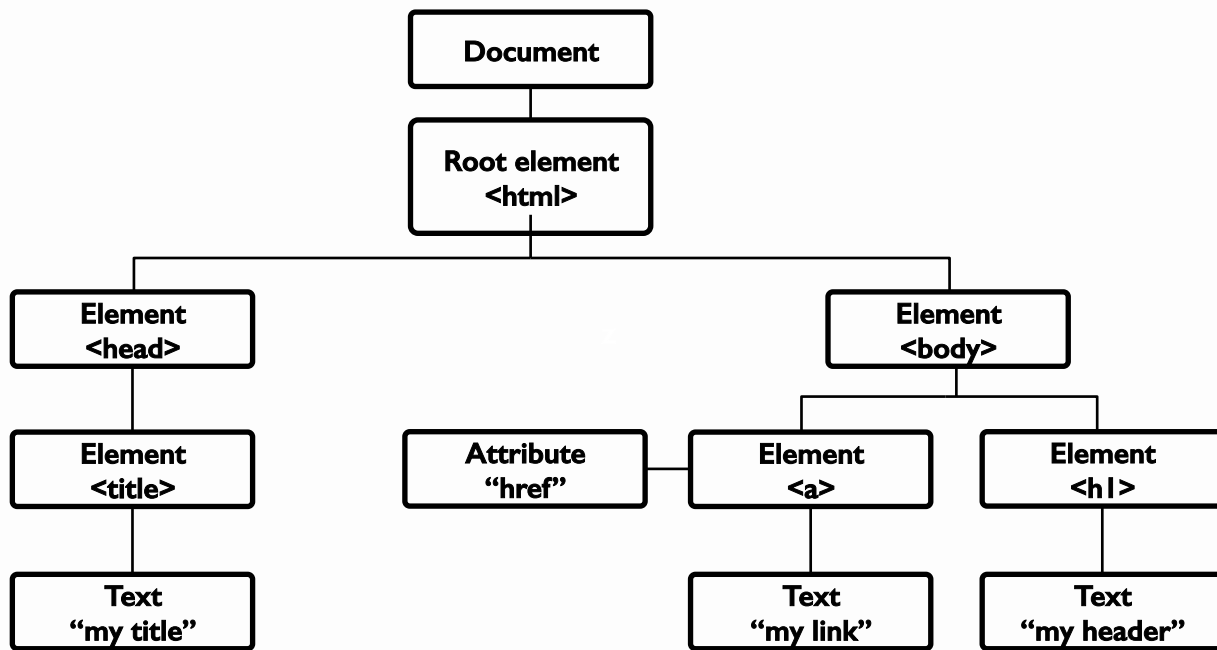 Document
Root element
<html>
Element
<head>
Element
<body>
Element
<title>
Attribute
“href”
Element
<a>
Element
<h1>
Text
“my title”
Text
“my link”
Text
“my header”